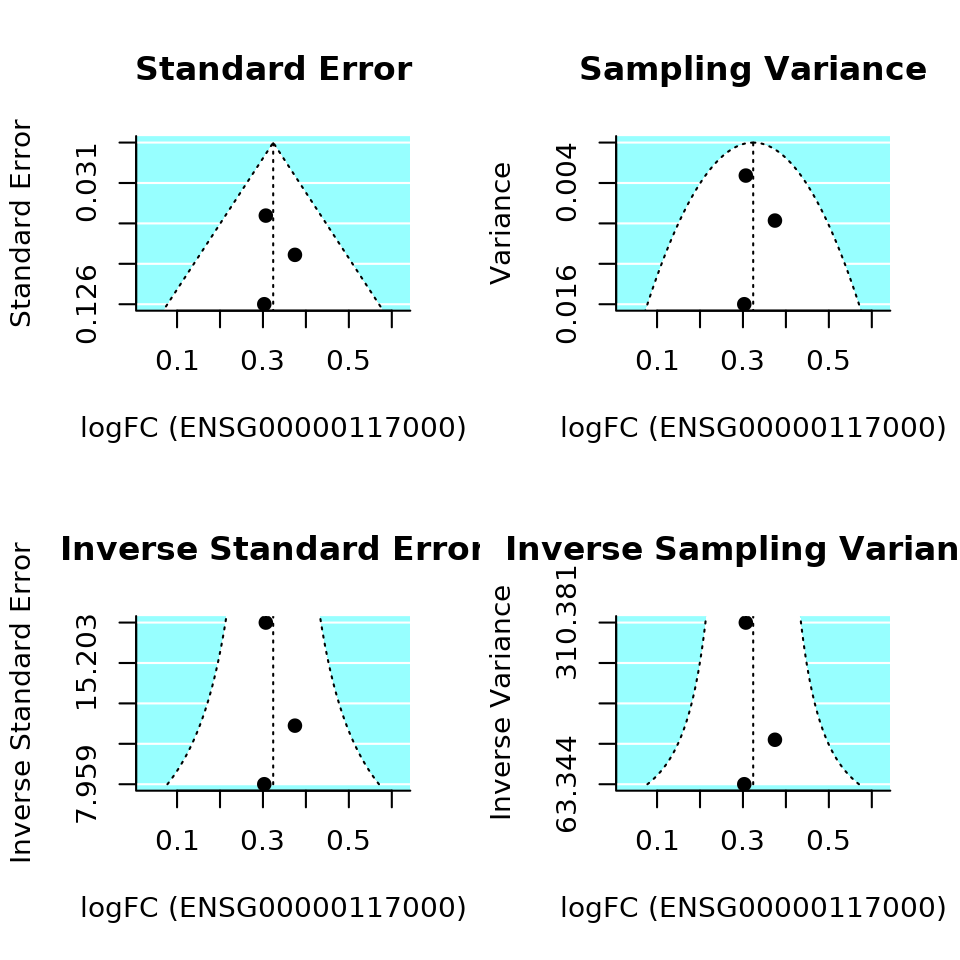 Standard Error
Standard Error
0.031
0.126
0.1 0.3 0.5
logFC (ENSG00000117000)
Sampling Variance
Variance
0.004
0.016
0.1 0.3 0.5
logFC (ENSG00000117000)
Inverse Standard Error
Inverse Standard Error
15.203
7.959
0.1 0.3 0.5
logFC (ENSG00000117000)
Inverse Sampling Varian
Inverse Variance
310.381
63.344
0.1 0.3 0.5
logFC (ENSG00000117000)